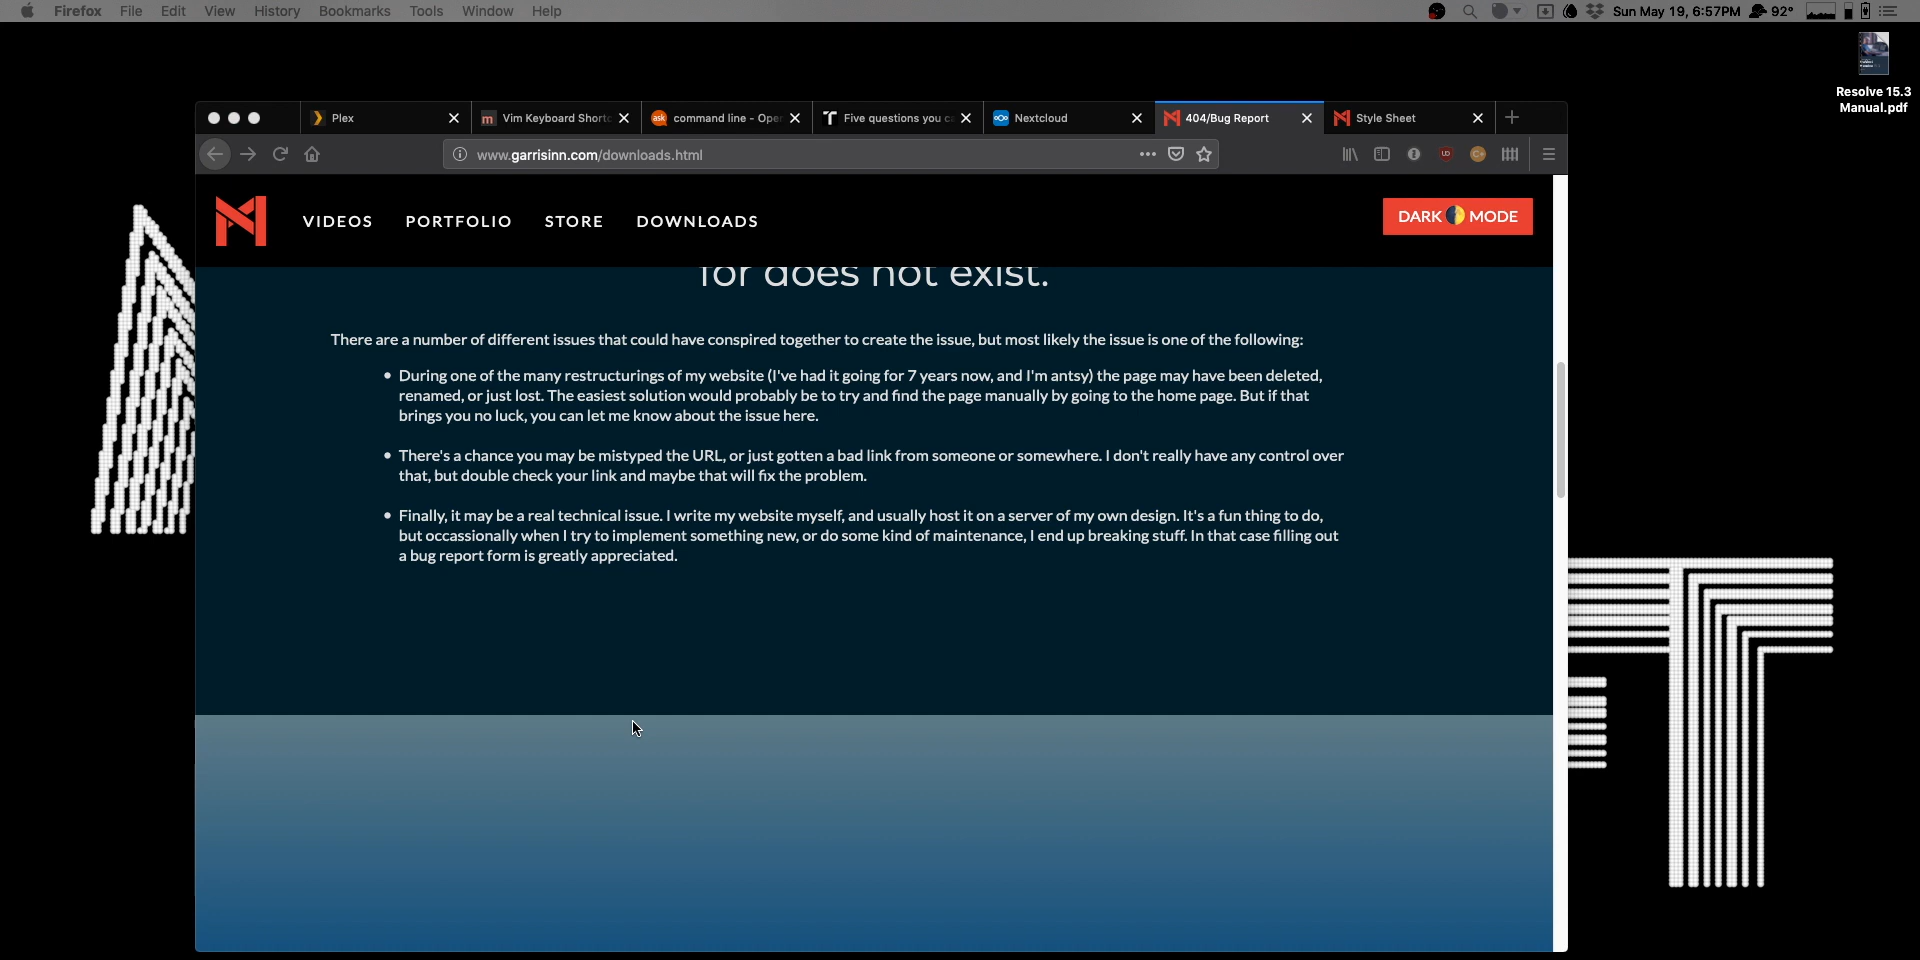 Firefox File Edit View History Bookmarks Tools Window Help Sun May 19, 6:57PM 92°
Resolve 15.3
Manual.pdf
Plex Vim Keyboard Shortc command line - Ope Five questions you c Nextcloud 404/Bug Report Style Sheet
www.garrisinn.com/downloads.html
VIDEOS PORTFOLIO STORE DOWNLOADS DARK MODE
for does not exist.
There are a number of different issues that could have conspired together to create the issue, but most likely the issue is one of the following:
• During one of the many restructurings of my website (I've had it going for 7 years now, and I'm antsy) the page may have been deleted,
renamed, or just lost. The easiest solution would probably be to try and find the page manually by going to the home page. But if that
brings you no luck, you can let me know about the issue here.
• There's a chance you may be mistyped the URL, or just gotten a bad link from someone or somewhere. I don't really have any control over
that, but double check your link and maybe that will fix the problem.
• Finally, it may be a real technical issue. I write my website myself, and usually host it on a server of my own design. It's a fun thing to do,
but occassionally when I try to implement something new, or do some kind of maintenance, I end up breaking stuff. In that case filling out
a bug report form is greatly appreciated.